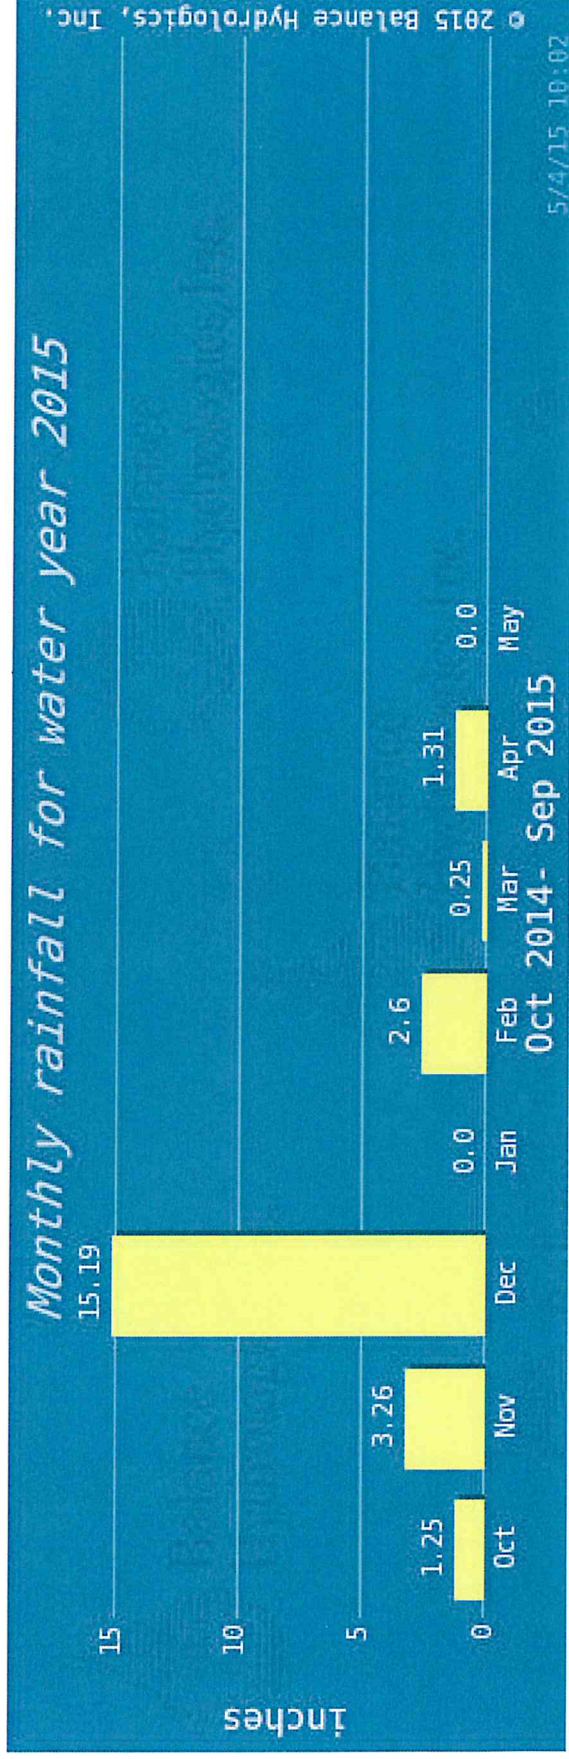 Monthly rainfall for water year 2015
inches
15
10
5
0
1.25
3.26
15.19
0.0
2.6
0.25
1.31
0.0
Oct Nov Dec Jan Feb Mar Apr May
Oct 2014- Sep 2015
© 2015 Balance Hydrologics, Inc.
5/4/15 10:02